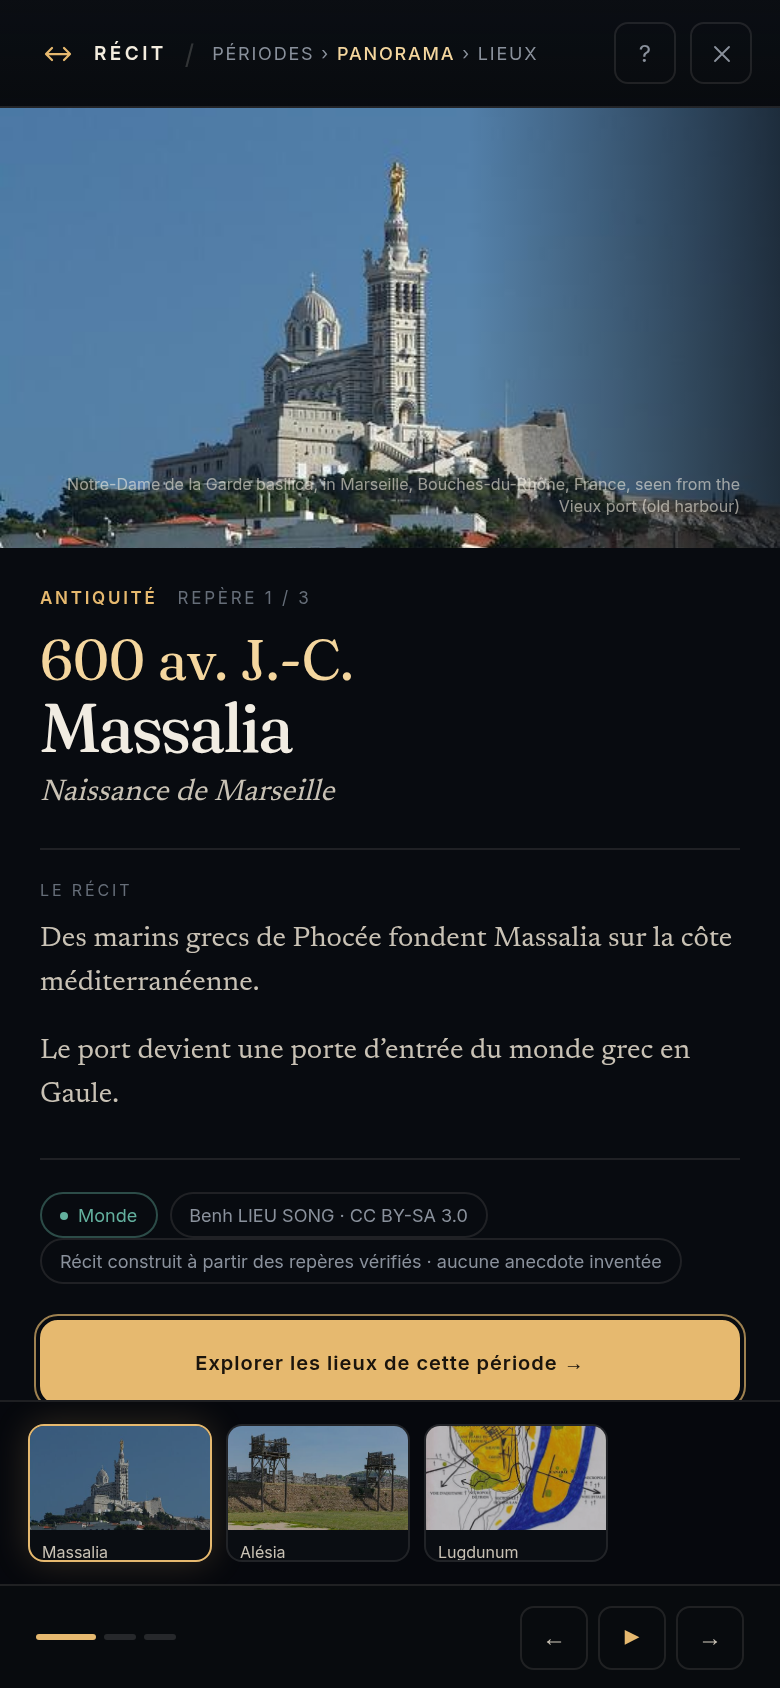 ↔ RÉCIT / PÉRIODES › PANORAMA › LIEUX ? ×
Notre-Dame de la Garde basilica, in Marseille, Bouches-du-Rhône, France, seen from the
Vieux port (old harbour)
ANTIQUITÉ REPÈRE 1 / 3
600 av. J.-C.
Massalia
Naissance de Marseille
LE RÉCIT
Des marins grecs de Phocée fondent Massalia sur la côte
méditerranéenne.
Le port devient une porte d’entrée du monde grec en
Gaule.
Monde
Benh LIEU SONG · CC BY-SA 3.0
Récit construit à partir des repères vérifiés · aucune anecdote inventée
Explorer les lieux de cette période →
Massalia
Alésia
Lugdunum
← ▶ →